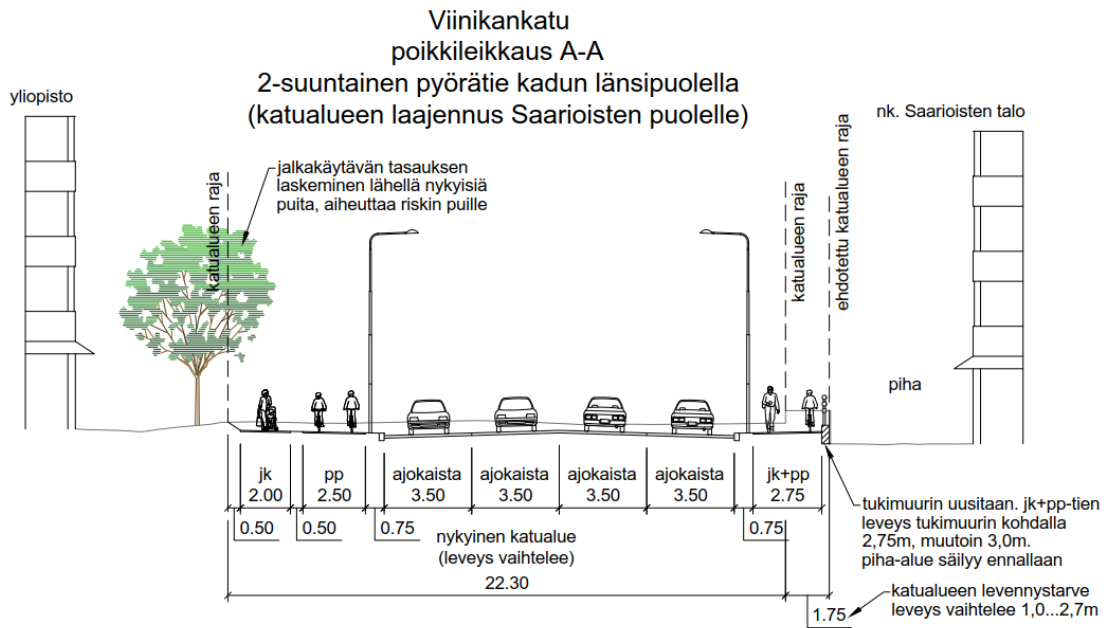 Viinikankatu
poikkileikkaus A-A
2-suuntainen pyörätie kadun länsipuolella
(katualueen laajennus Saarioisten puolelle)
yliopisto
nk. Saarioisten talo
jalkakäytävän tasauksen
laskeminen lähellä nykyisiä
puita, aiheuttaa riskin puille
katualueen raja
katualueen raja
ehdotettu katualueen raja
piha
jk
2.00
pp
2.50
ajokaista
3.50
ajokaista
3.50
ajokaista
3.50
ajokaista
3.50
jk+pp
2.75
0.50
0.50
0.75
0.75
nykyinen katualue
(leveys vaihtelee)
22.30
tukimuurin uusitaan. jk+pp-tien
leveys tukimuurin kohdalla
2,75m, muutoin 3,0m.
piha-alue säilyy ennallaan
1.75
katualueen levennystarve
leveys vaihtelee 1,0...2,7m